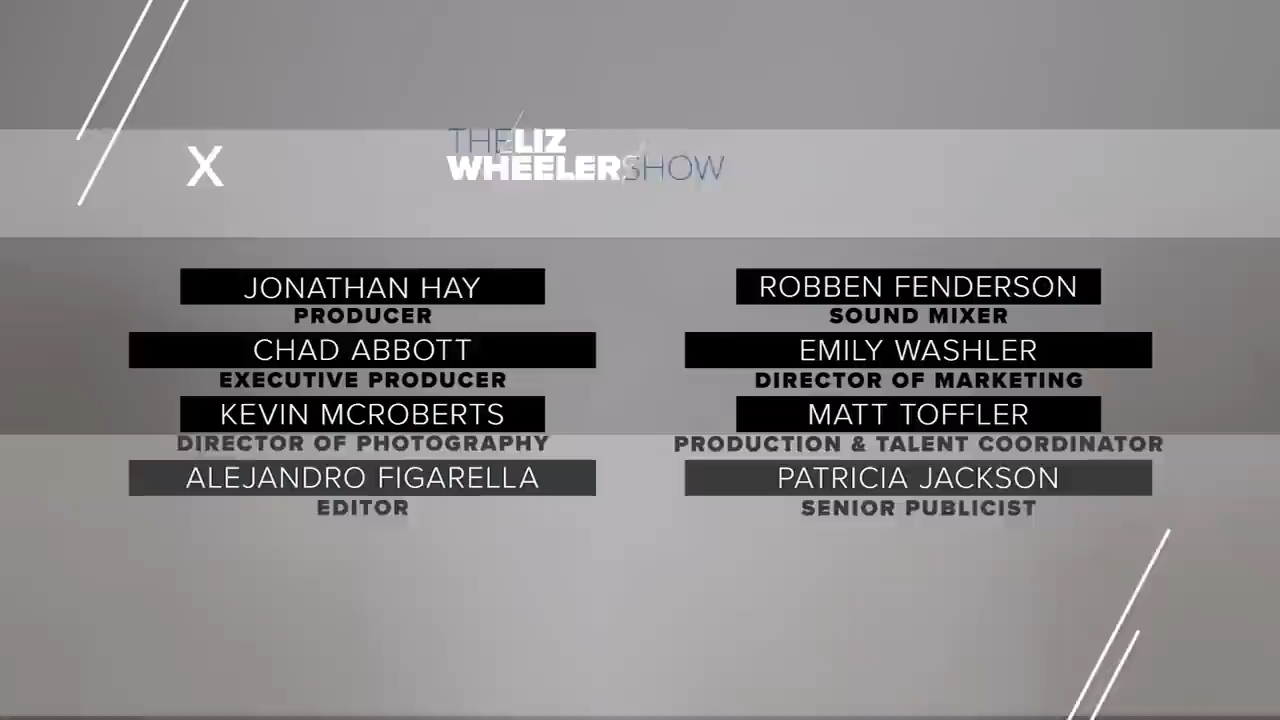 X
THE LIZ
WHEELER SHOW
JONATHAN HAY
PRODUCER
CHAD ABBOTT
EXECUTIVE PRODUCER
KEVIN MCROBERTS
DIRECTOR OF PHOTOGRAPHY
ALEJANDRO FIGARELLA
EDITOR
ROBBEN FENDERSON
SOUND MIXER
EMILY WASHLER
DIRECTOR OF MARKETING
MATT TOFFLER
PRODUCTION & TALENT COORDINATOR
PATRICIA JACKSON
SENIOR PUBLICIST